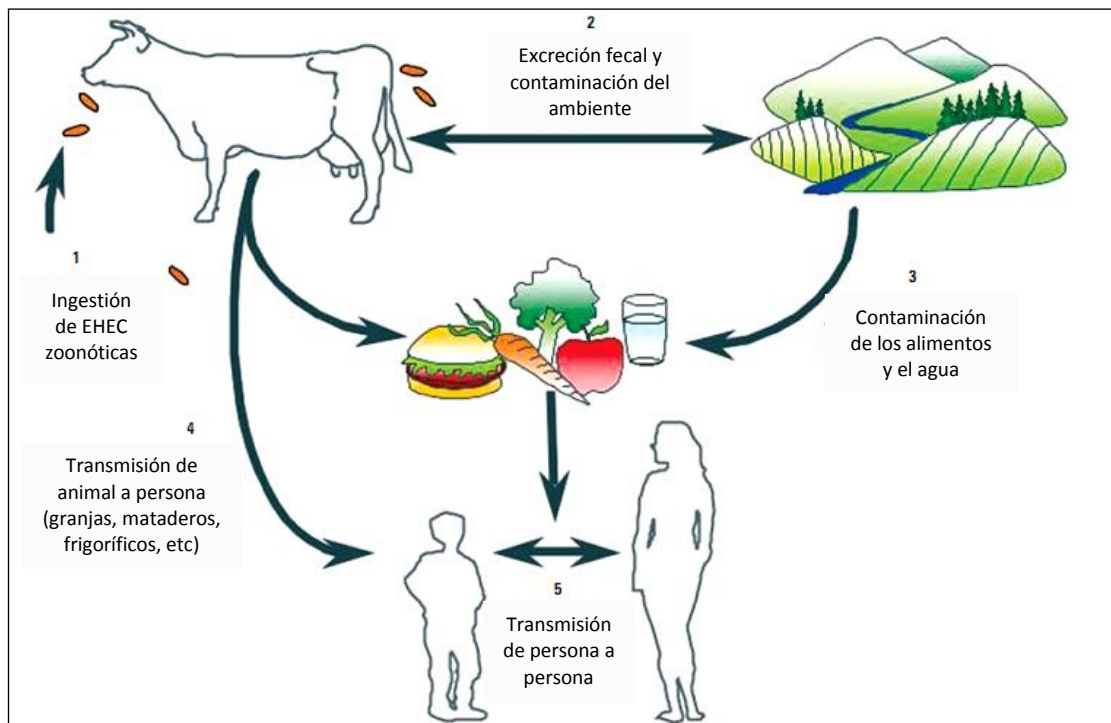 2
Excreción fecal y
contaminación del
ambiente
1
Ingestión
de EHEC
zoonóticas
3
Contaminación
de los alimentos
y el agua
4
Transmisión de
animal a persona
(granjas, mataderos,
frigoríficos, etc)
5
Transmisión
de persona a
persona